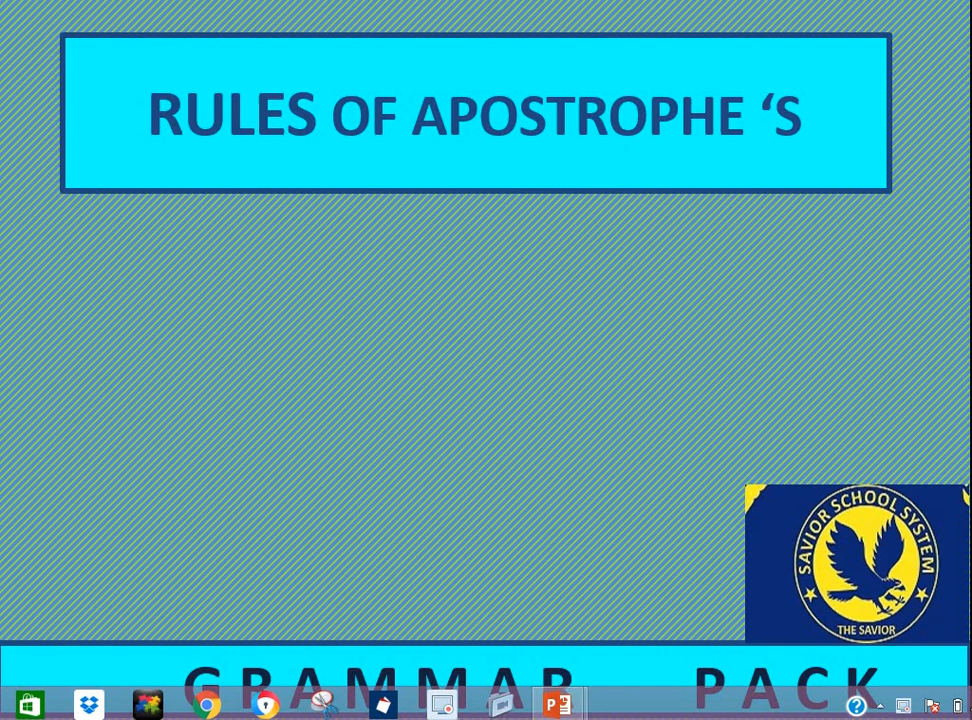 RULES OF APOSTROPHE ‘S
SAVIOR SCHOOL SYSTEM
THE SAVIOR
GRAMMAR PACK